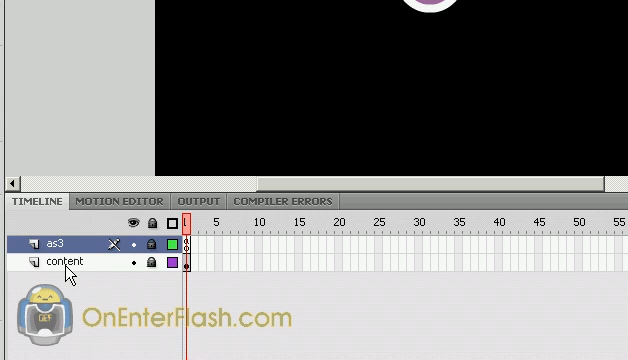 TIMELINE MOTION EDITOR OUTPUT COMPILER ERRORS
1 5 10 15 20 25 30 35 40 45 50 55
as3
content
OnEnterFlash.com